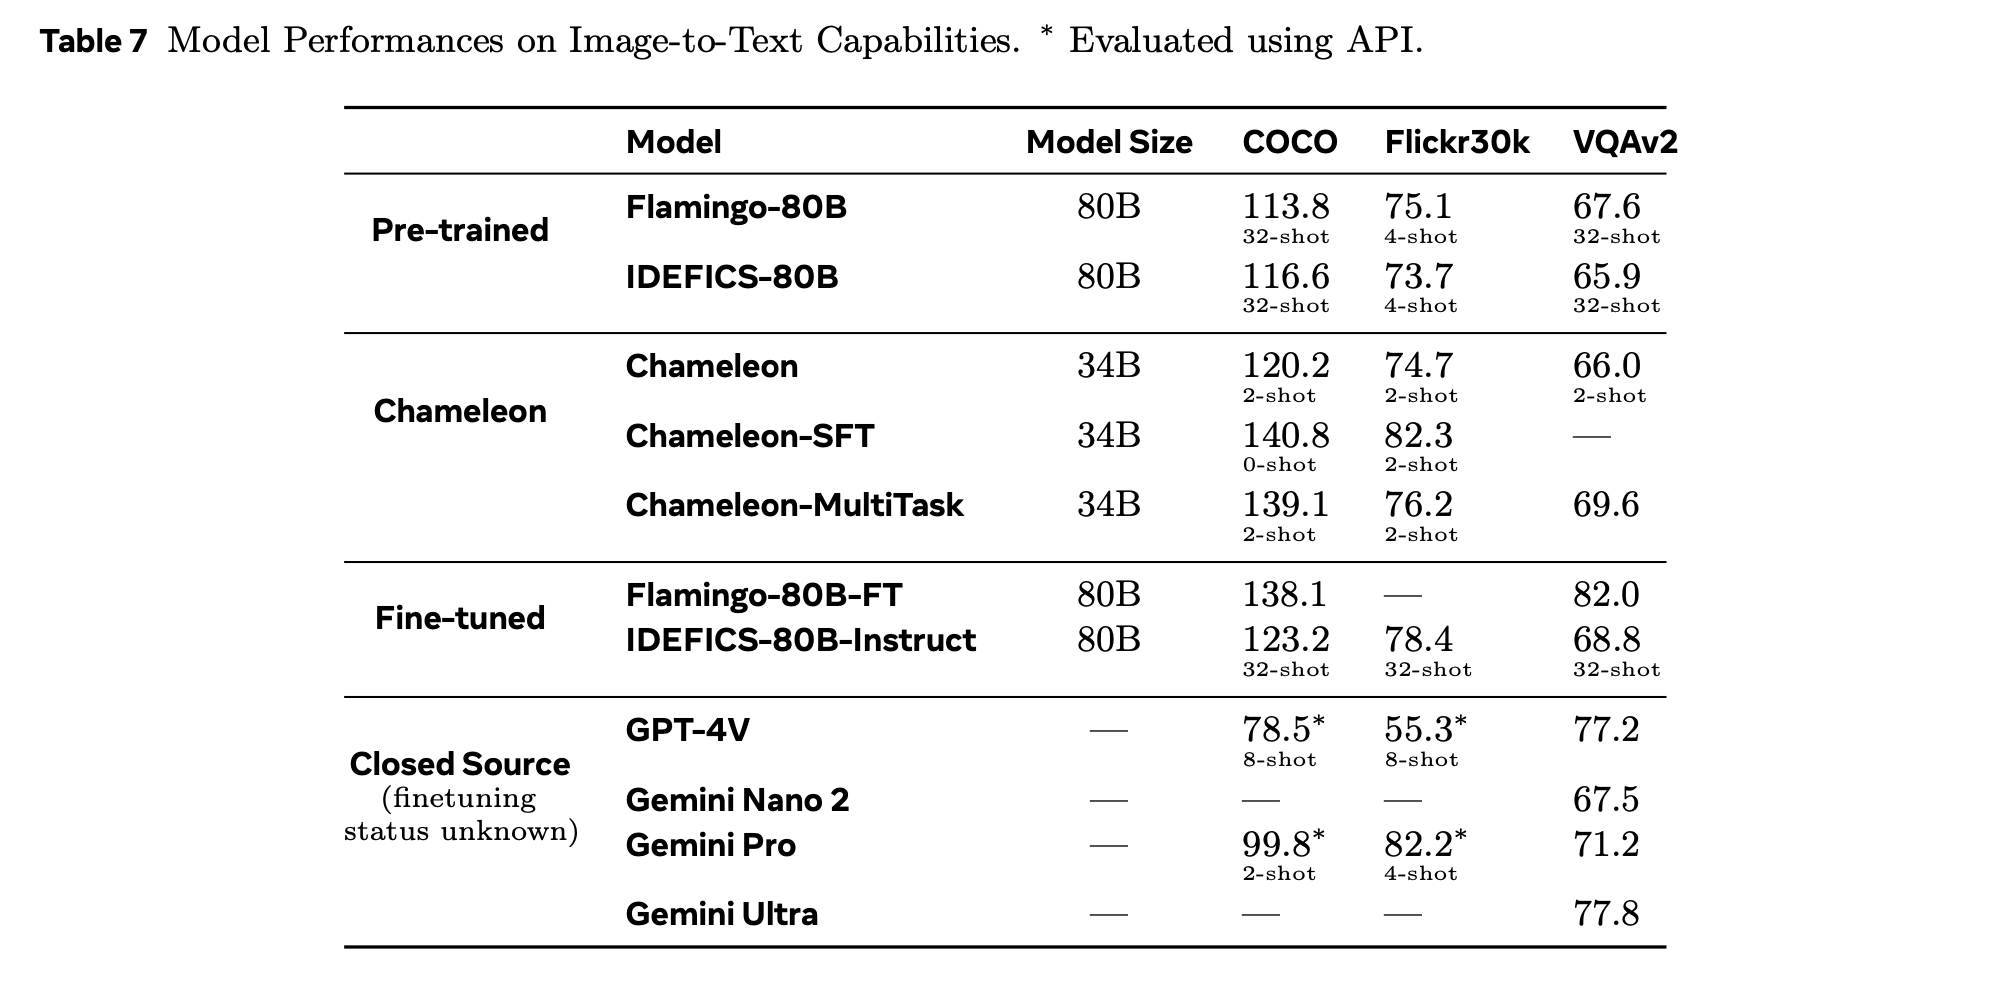 Table 7 Model Performances on Image-to-Text Capabilities. * Evaluated using API.
Model Model Size COCO Flickr30k VQAv2
Pre-trained
Flamingo-80B 80B 113.8 75.1 67.6
32-shot 4-shot 32-shot
IDEFICS-80B 80B 116.6 73.7 65.9
32-shot 4-shot 32-shot
Chameleon
Chameleon 34B 120.2 74.7 66.0
2-shot 2-shot 2-shot
Chameleon-SFT 34B 140.8 82.3 —
0-shot 2-shot
Chameleon-MultiTask 34B 139.1 76.2 69.6
2-shot 2-shot
Fine-tuned
Flamingo-80B-FT 80B 138.1 — 82.0
IDEFICS-80B-Instruct 80B 123.2 78.4 68.8
32-shot 32-shot 32-shot
Closed Source
(finetuning
status unknown)
GPT-4V — 78.5* 55.3* 77.2
8-shot 8-shot
Gemini Nano 2 — — — 67.5
Gemini Pro — 99.8* 82.2* 71.2
2-shot 4-shot
Gemini Ultra — — — 77.8